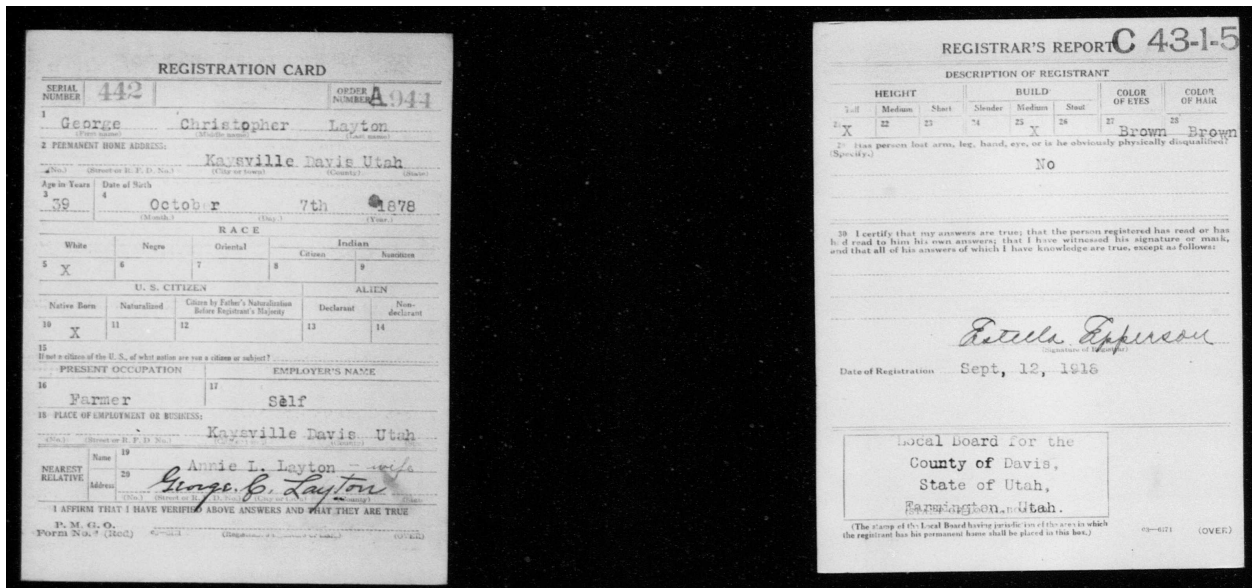 REGISTRATION CARD
SERIAL NUMBER 442 ORDER NUMBER A 944
1 George Christopher Layton
(First name) (Middle name) (Last name)
2 PERMANENT HOME ADDRESS:
Kaysville Davis Utah
(No.) (Street or R. F. D. No.) (City or town) (County) (State)
Age in Years Date of Birth
3 39 4 October 7th 1878
(Month.) (Day.) (Year.)
RACE
White Negro Oriental Indian
Citizen Noncitizen
5 X 6 7 8 9
U. S. CITIZEN ALIEN
Native Born Naturalized Citizen by Father's Naturalization Before Registrant's Majority Declarant Non-declarant
10 X 11 12 13 14
15
If not a citizen of the U. S., of what nation are you a citizen or subject?
PRESENT OCCUPATION EMPLOYER'S NAME
16 Farmer 17 Self
18 PLACE OF EMPLOYMENT OR BUSINESS:
Kaysville Davis Utah
(No.) (Street or R. F. D. No.) (County)
NEAREST RELATIVE Name 19 Annie L. Layton - wife
Address 20 George C. Layton
(No.) (Street or R. F. D. No.) (City or (County)
I AFFIRM THAT I HAVE VERIFIED ABOVE ANSWERS AND THAT THEY ARE TRUE
P. M. G. O.
Form No. 1 (Red) (OVER)
REGISTRAR'S REPORT C 43-1-5
DESCRIPTION OF REGISTRANT
HEIGHT BUILD COLOR OF EYES COLOR OF HAIR
Tall Medium Short Slender Medium Stout
21 X 22 23 24 25 X 26 27 Brown 28 Brown
29 Has person lost arm, leg, hand, eye, or is he obviously physically disqualified?
(Specify.)
No
30 I certify that my answers are true; that the person registered has read or has
had read to him his own answers; that I have witnessed his signature or mark,
and that all of his answers of which I have knowledge are true, except as follows:
Estella Epperson
(Signature of Registrar)
Date of Registration Sept, 12, 1918
Local Board for the
County of Davis,
State of Utah,
Farmington, Utah.
(The stamp of the Local Board having jurisdiction of the area in which
the registrant has his permanent home shall be placed in this box.)
03-6171 (OVER)